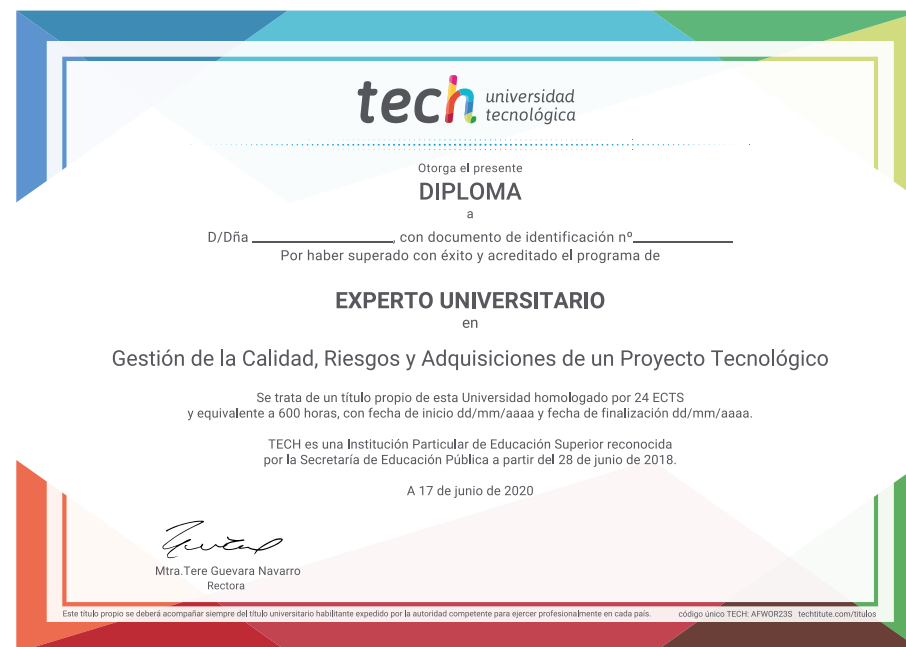 tech universidad
tecnológica
Otorga el presente
DIPLOMA
a
D/Dña ____________________, con documento de identificación nº______________
Por haber superado con éxito y acreditado el programa de
EXPERTO UNIVERSITARIO
en
Gestión de la Calidad, Riesgos y Adquisiciones de un Proyecto Tecnológico
Se trata de un título propio de esta Universidad homologado por 24 ECTS
y equivalente a 600 horas, con fecha de inicio dd/mm/aaaa y fecha de finalización dd/mm/aaaa.
TECH es una Institución Particular de Educación Superior reconocida
por la Secretaría de Educación Pública a partir del 28 de junio de 2018.
A 17 de junio de 2020
Mtra.Tere Guevara Navarro
Rectora
Este título propio se deberá acompañar siempre del título universitario habilitante expedido por la autoridad competente para ejercer profesionalmente en cada país. código único TECH: AFWOR23S techtitute.com/titulos